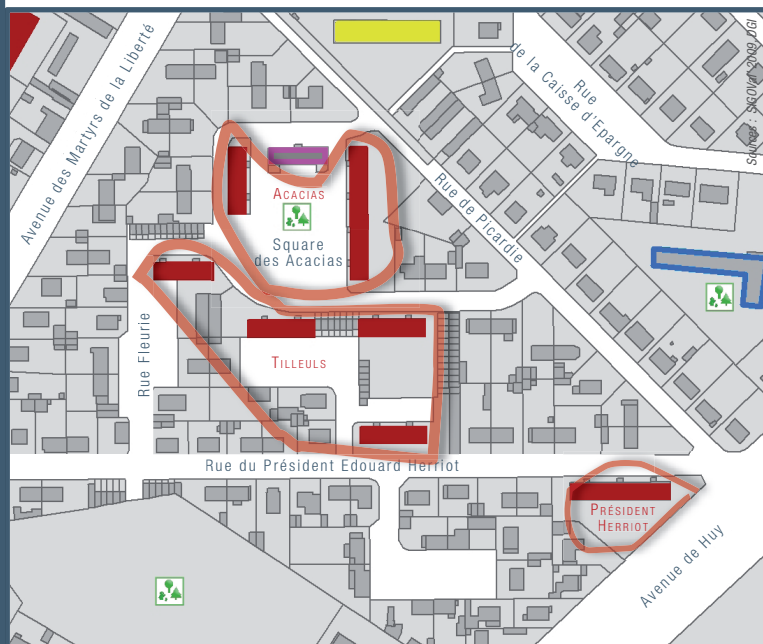 Avenue des Martyrs de la Liberté
Rue
de la Caisse d'Epargne
Sources : SIGOVal 2009, DGI
Rue de Picardie
ACACIAS
Square
des Acacias
Rue Fleurie
TILLEULS
Rue du Président Edouard Herriot
PRÉSIDENT
HERRIOT
Avenue de Huy